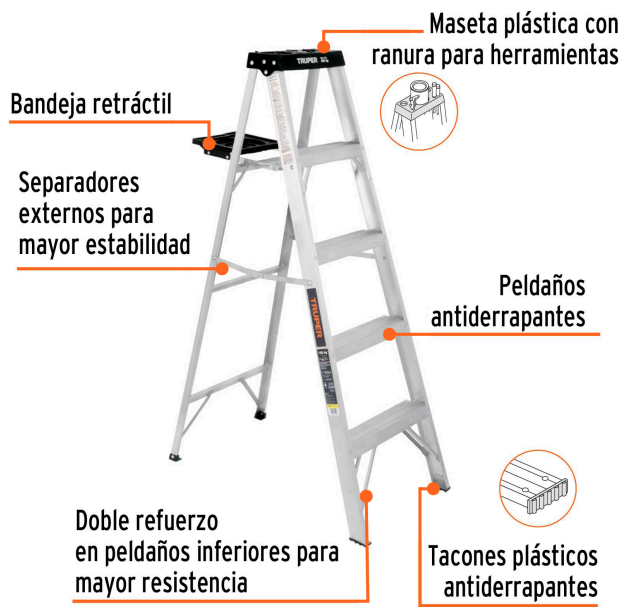 Maseta plástica con
ranura para herramientas
TRUPER
Bandeja retráctil
Separadores
externos para
mayor estabilidad
Peldaños
antiderrapantes
TRUPER
Doble refuerzo
en peldaños inferiores para
mayor resistencia
Tacones plásticos
antiderrapantes